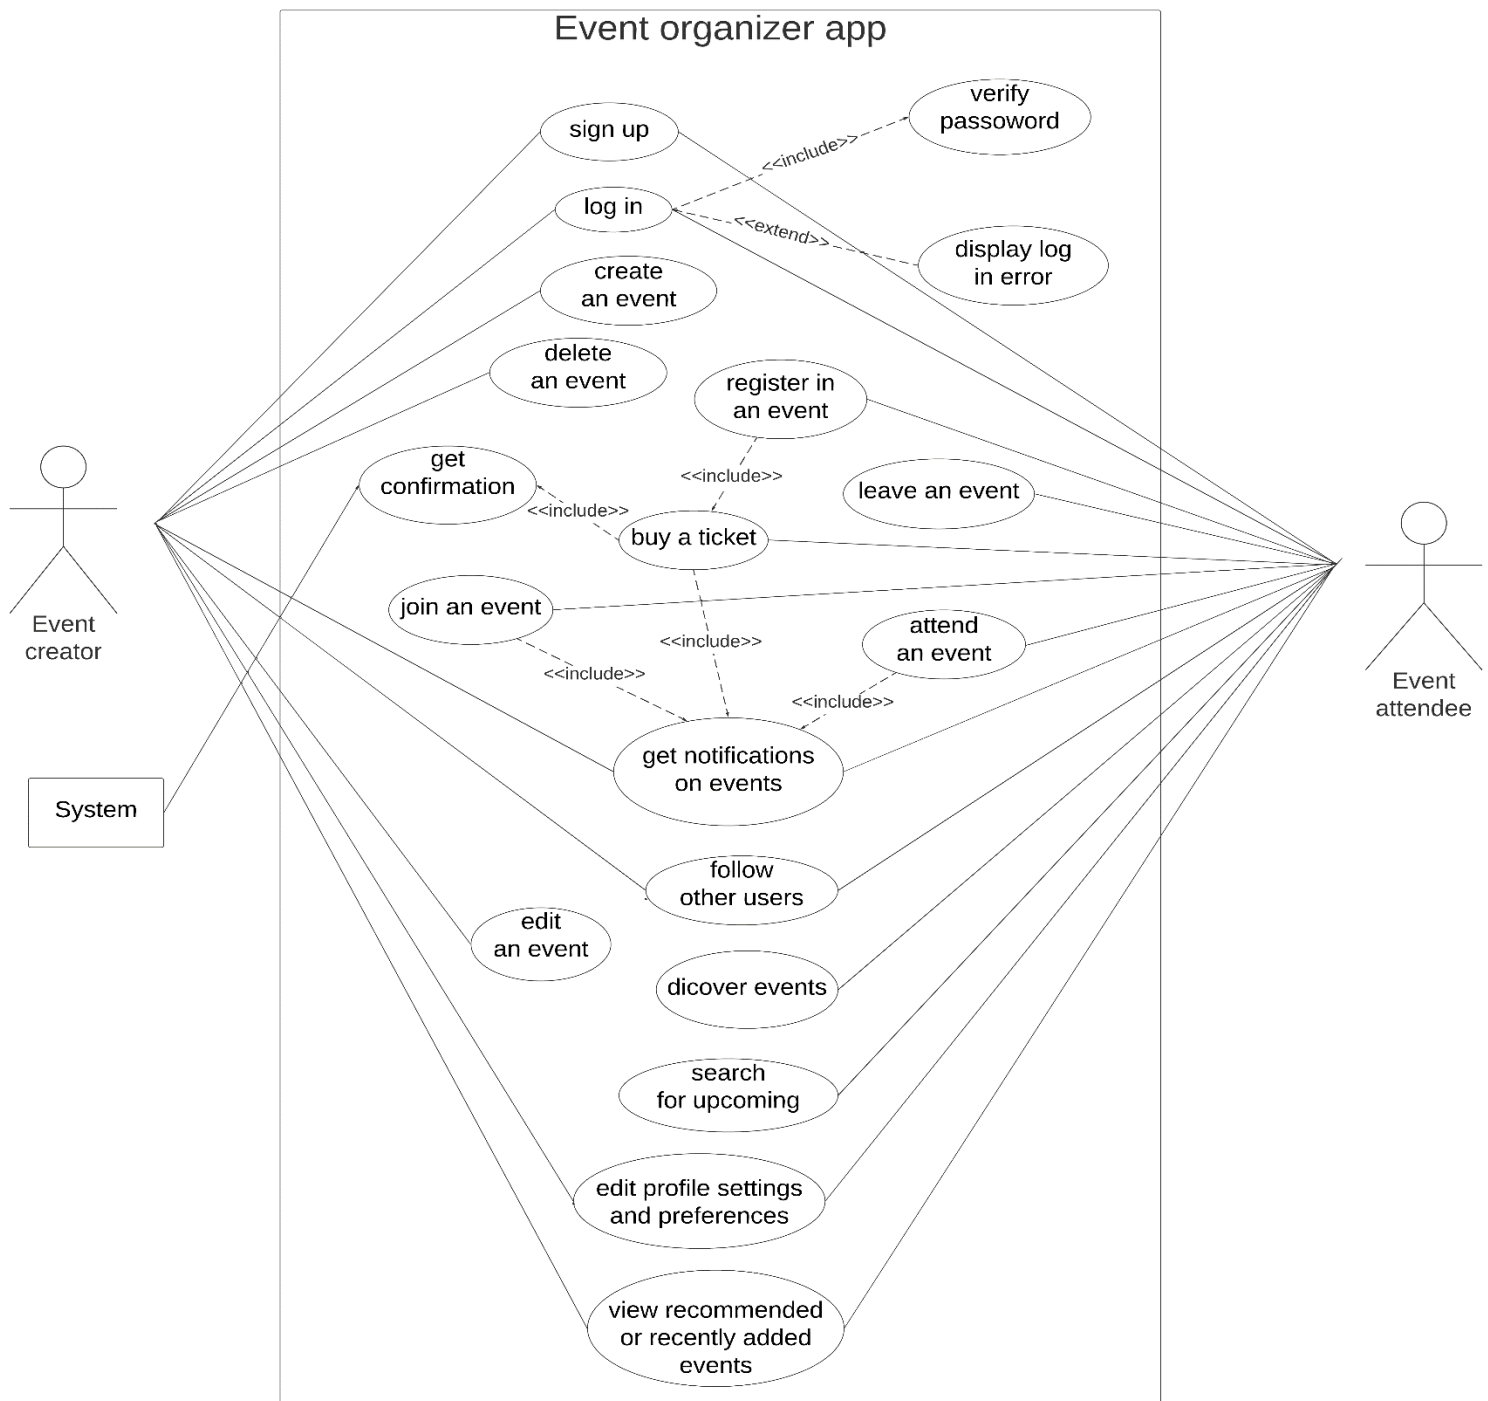 Event organizer app
verify
passoword
sign up
<<include>>
log in
<<extend>>
display log
in error
create
an event
delete
an event
register in
an event
get
confirmation
<<include>>
leave an event
<<include>>
buy a ticket
join an event
Event
creator
attend
an event
<<include>>
<<include>>
<<include>>
Event
attendee
get notifications
on events
System
follow
other users
edit
an event
dicover events
search
for upcoming
edit profile settings
and preferences
view recommended
or recently added
events